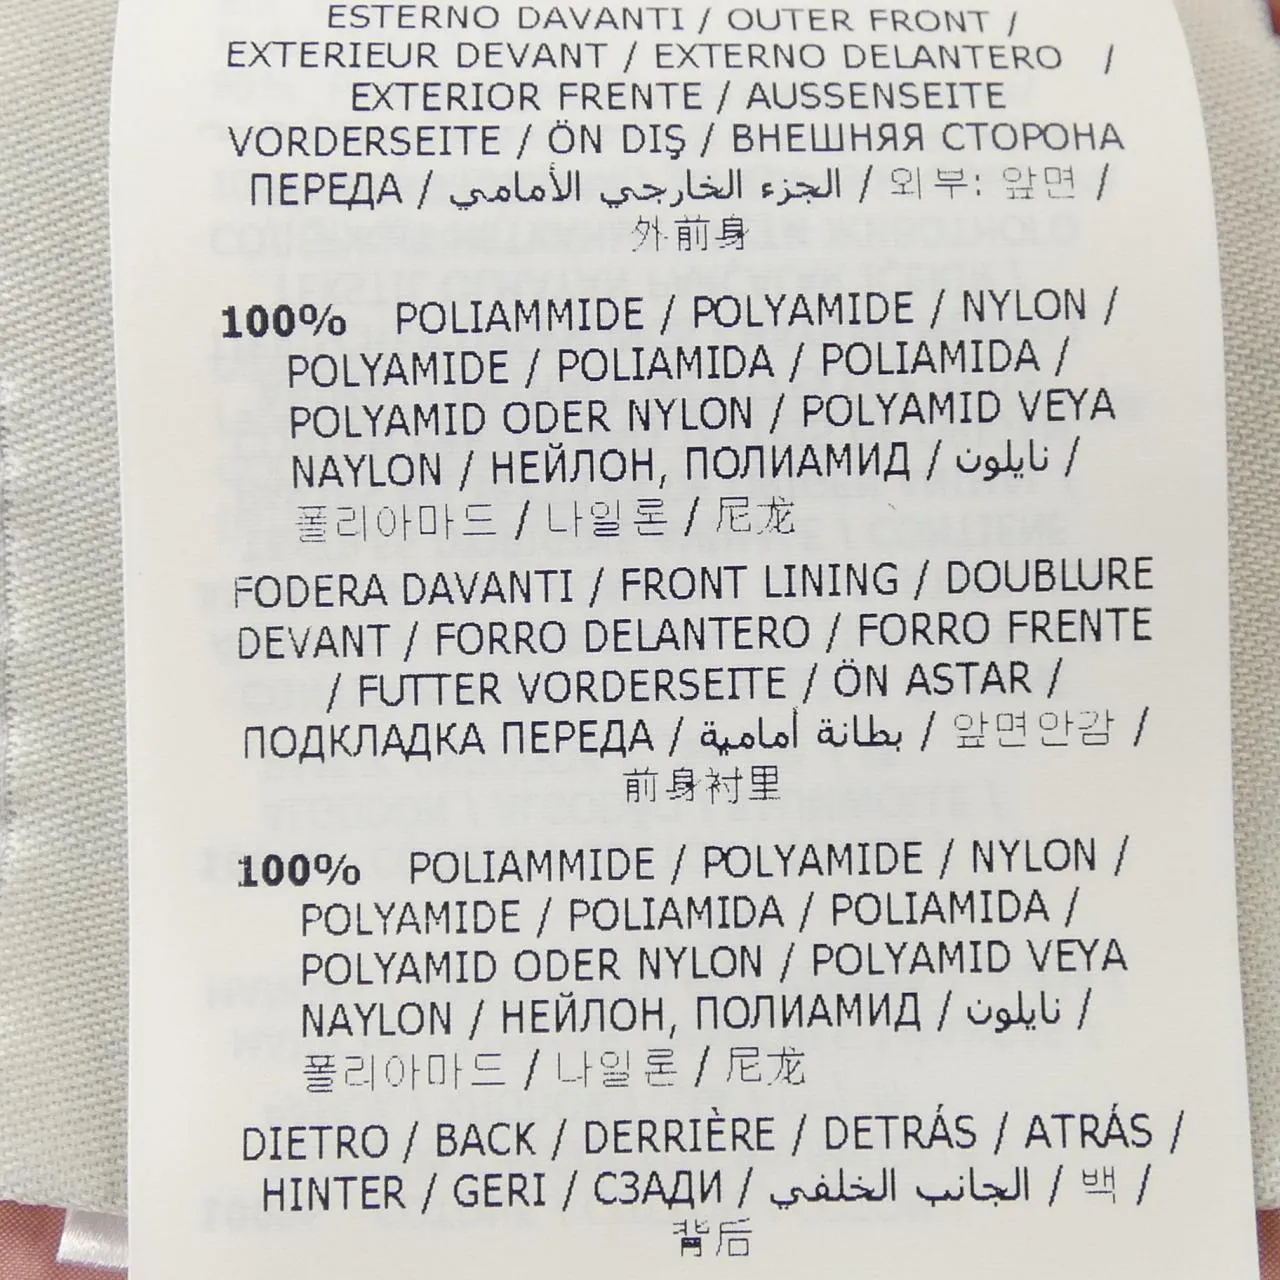 ESTERNO DAVANTI / OUTER FRONT /
EXTERIEUR DEVANT / EXTERNO DELANTERO /
EXTERIOR FRENTE / AUSSENSEITE
VORDERSEITE / ÖN DIŞ / ВНЕШНЯЯ СТОРОНА
ПЕРЕДА / الجزء الخارجي الأمامي / 외부: 앞면 /
外前身
100% POLIAMMIDE / POLYAMIDE / NYLON /
POLYAMIDE / POLIAMIDA / POLIAMIDA /
POLYAMID ODER NYLON / POLYAMID VEYA
NAYLON / НЕЙЛОН, ПОЛИАМИД / نايلون /
폴리아마드 / 나일론 / 尼龙
FODERA DAVANTI / FRONT LINING / DOUBLURE
DEVANT / FORRO DELANTERO / FORRO FRENTE
/ FUTTER VORDERSEITE / ÖN ASTAR /
ПОДКЛАДКА ПЕРЕДА / بطانة أمامية / 앞면안감 /
前身衬里
100% POLIAMMIDE / POLYAMIDE / NYLON /
POLYAMIDE / POLIAMIDA / POLIAMIDA /
POLYAMID ODER NYLON / POLYAMID VEYA
NAYLON / НЕЙЛОН, ПОЛИАМИД / نايلون /
폴리아마드 / 나일론 / 尼龙
DIETRO / BACK / DERRIÈRE / DETRÁS / ATRÁS /
HINTER / GERI / СЗАДИ / الجانب الخلفي / 백 /
背后